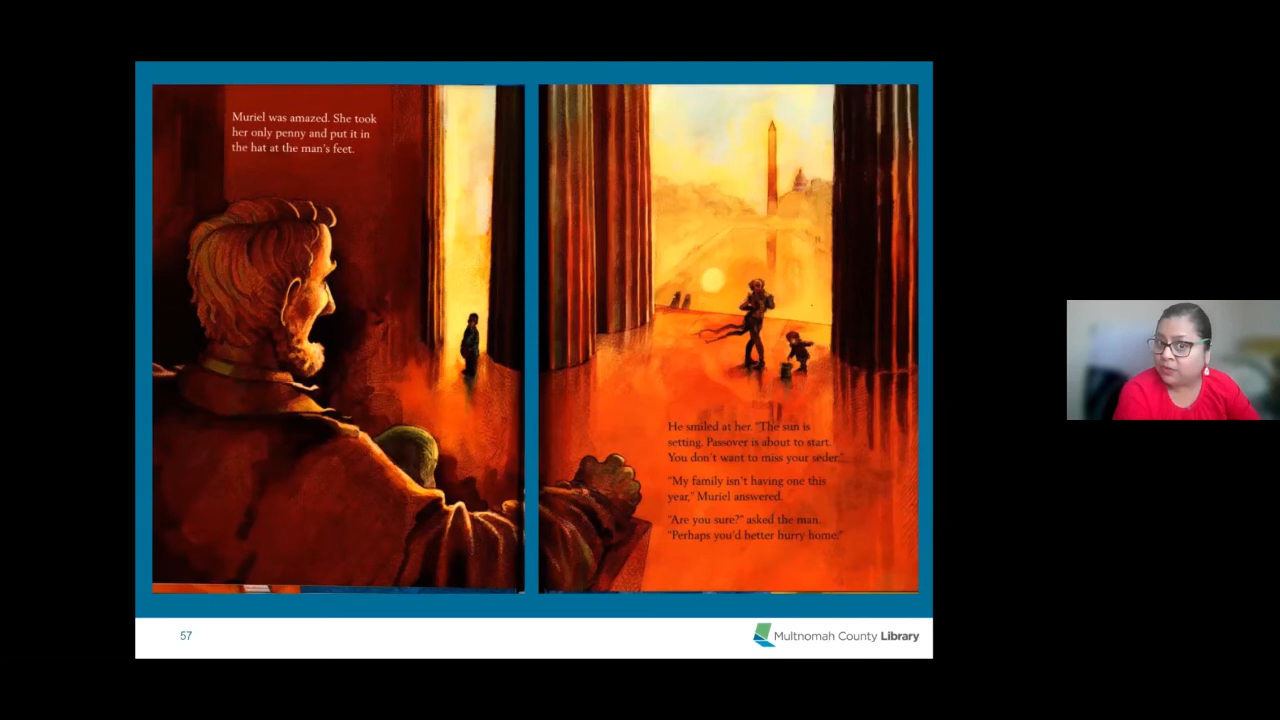 Muriel was amazed. She took
her only penny and put it in
the hat at the man's feet.
He smiled at her. "The sun is
setting. Passover is about to start.
You don't want to miss your seder."
"My family isn't having one this
year," Muriel answered.
"Are you sure?" asked the man.
"Perhaps you'd better hurry home."
57
Multnomah County Library